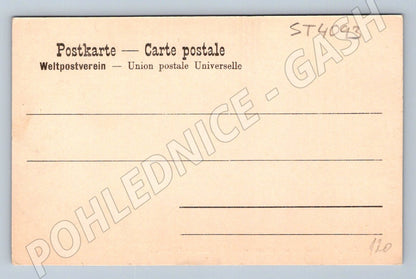 ST4093
Postkarte — Carte postale
Weltpostverein — Union postale Universelle
POHLEDNICE - GASH
120